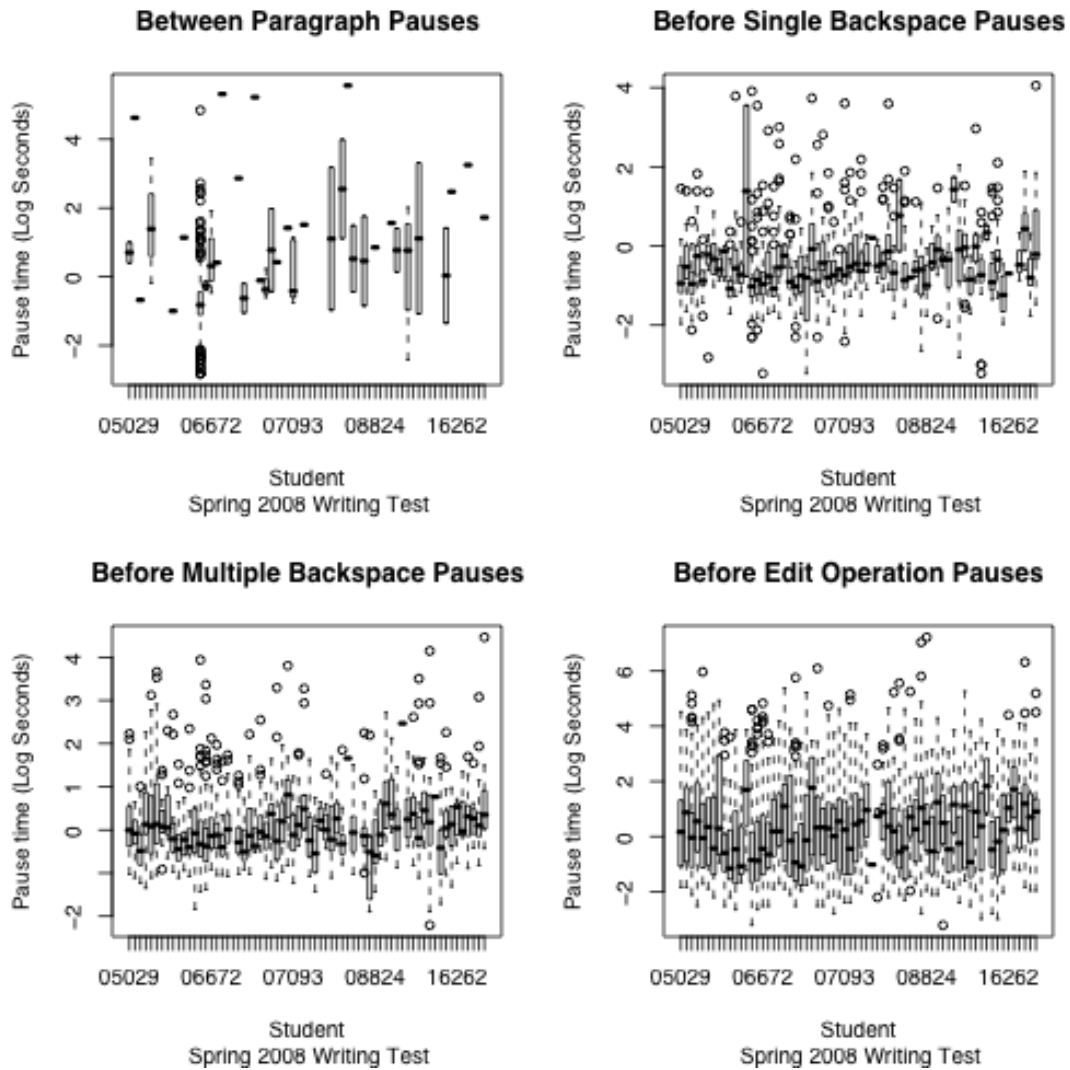 Between Paragraph Pauses
Pause time (Log Seconds)
4
2
0
−2
05029 06672 07093 08824 16262
Student
Spring 2008 Writing Test
Before Single Backspace Pauses
Pause time (Log Seconds)
4
2
0
−2
05029 06672 07093 08824 16262
Student
Spring 2008 Writing Test
Before Multiple Backspace Pauses
Pause time (Log Seconds)
4
3
2
1
0
−2
05029 06672 07093 08824 16262
Student
Spring 2008 Writing Test
Before Edit Operation Pauses
Pause time (Log Seconds)
6
4
2
0
−2
05029 06672 07093 08824 16262
Student
Spring 2008 Writing Test